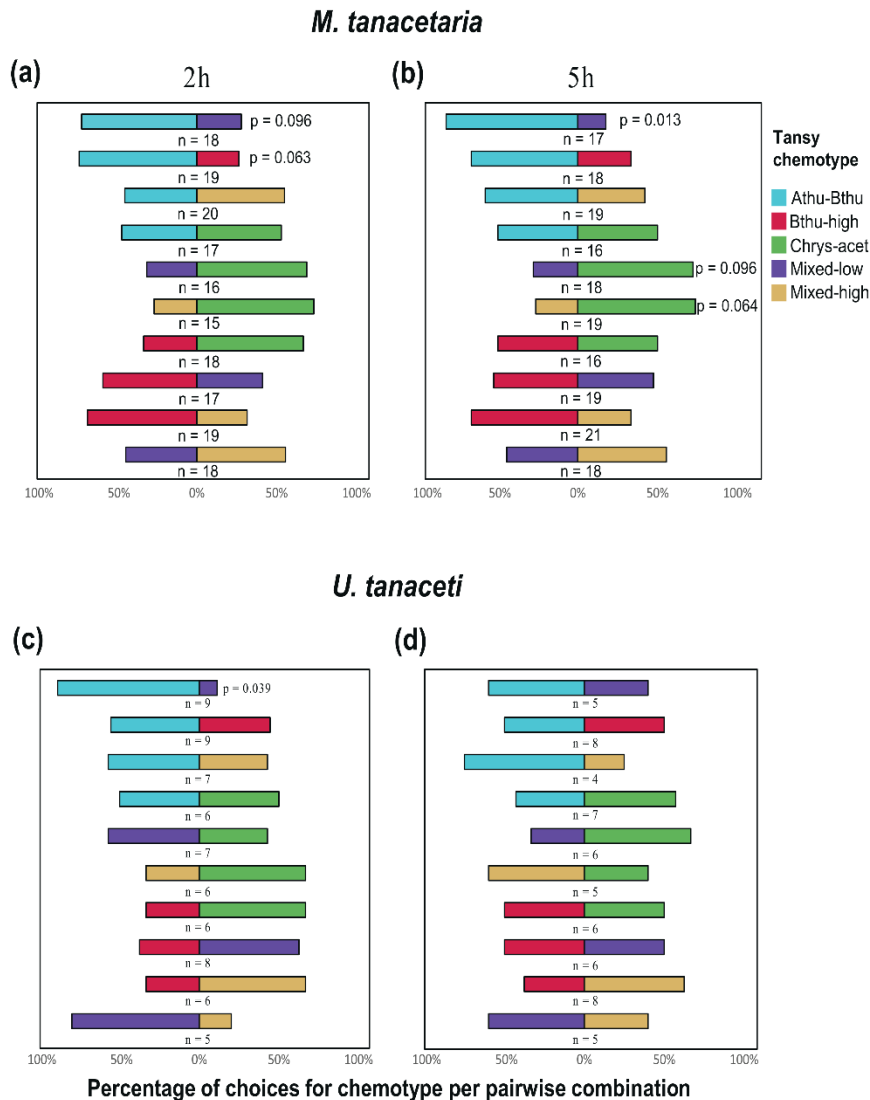 M. tanacetaria
(a)
2h
p = 0.096
n = 18
p = 0.063
n = 19
n = 20
n = 17
n = 16
n = 15
n = 18
n = 17
n = 19
n = 18
100% 50% 0% 50% 100%
(b)
5h
p = 0.013
n = 17
n = 18
n = 19
n = 16
p = 0.096
n = 18
p = 0.064
n = 19
n = 16
n = 19
n = 21
n = 18
100% 50% 0% 50% 100%
Tansy
chemotype
Athu-Bthu
Bthu-high
Chrys-acet
Mixed-low
Mixed-high
U. tanaceti
(c)
p = 0.039
n = 9
n = 9
n = 7
n = 6
n = 7
n = 6
n = 6
n = 8
n = 6
n = 5
100% 50% 0% 50% 100%
(d)
n = 5
n = 8
n = 4
n = 7
n = 6
n = 5
n = 6
n = 6
n = 8
n = 5
100% 50% 0% 50% 100%
Percentage of choices for chemotype per pairwise combination